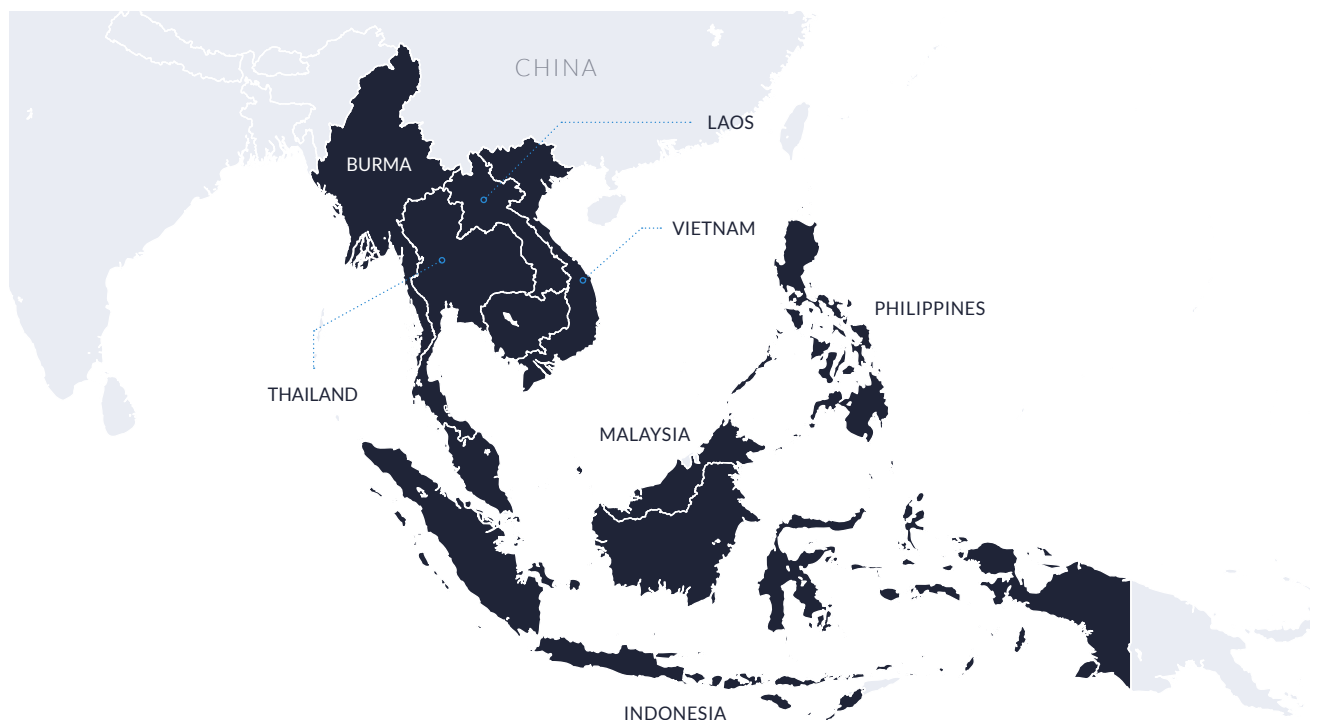 CHINA
LAOS
BURMA
VIETNAM
PHILIPPINES
THAILAND
MALAYSIA
INDONESIA